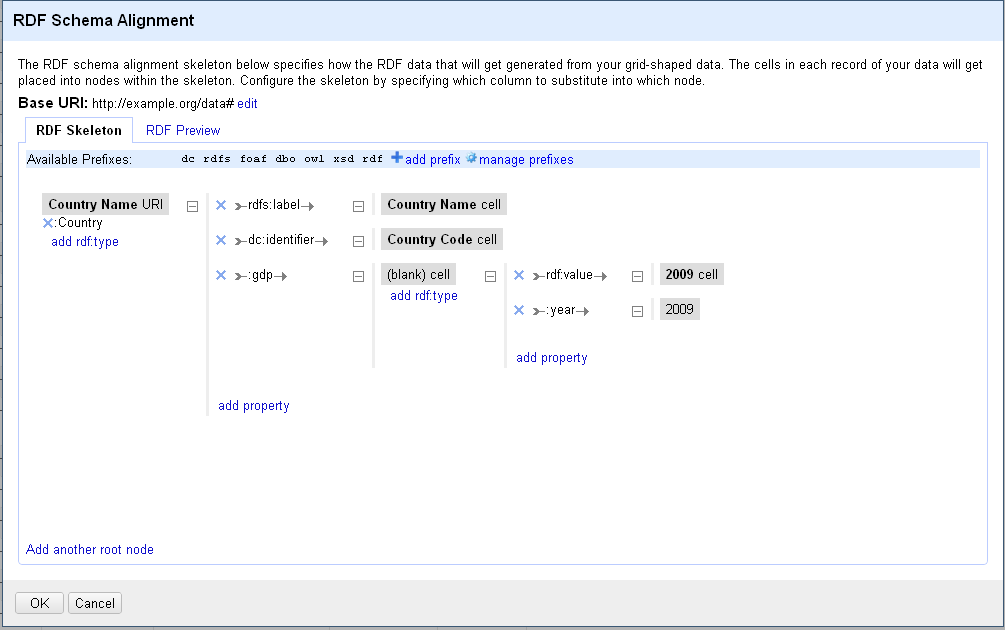 RDF Schema Alignment
The RDF schema alignment skeleton below specifies how the RDF data that will get generated from your grid-shaped data. The cells in each record of your data will get
placed into nodes within the skeleton. Configure the skeleton by specifying which column to substitute into which node.
Base URI: http://example.org/data# edit
RDF Skeleton RDF Preview
Available Prefixes: dc rdfs foaf dbo owl xsd rdf add prefix manage prefixes
Country Name URI rdfs:label Country Name cell
:Country
add rdf:type dc:identifier Country Code cell
:gdp (blank) cell rdf:value 2009 cell
add rdf:type
:year 2009
add property
add property
Add another root node
OK Cancel